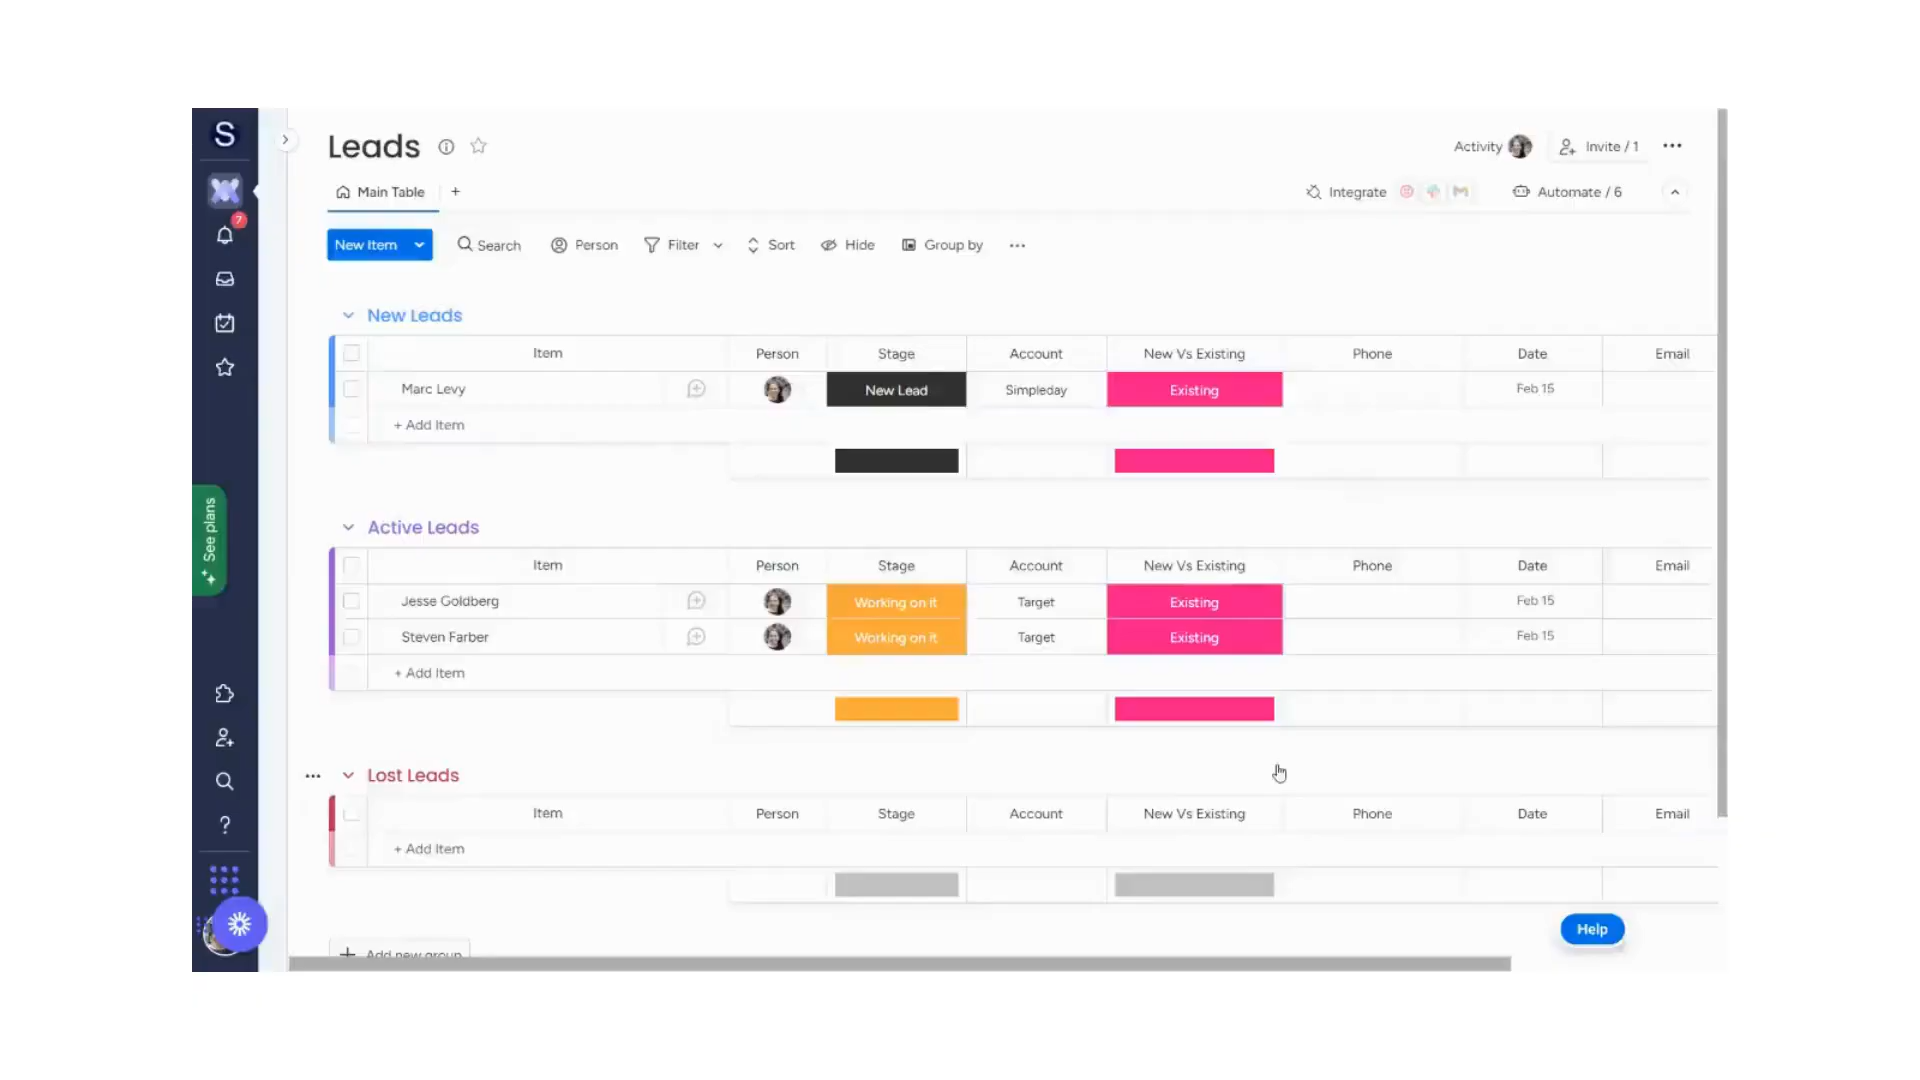 S
Leads
Activity
Invite / 1
Main Table
+
Integrate
Automate / 6
7
New Item
Search
Person
Filter
Sort
Hide
Group by
New Leads
Item Person Stage Account New Vs Existing Phone Date Email
Marc Levy New Lead Simpleday Existing Feb 15
+ Add Item
See plans
Active Leads
Item Person Stage Account New Vs Existing Phone Date Email
Jesse Goldberg Working on it Target Existing Feb 15
Steven Farber Working on it Target Existing Feb 15
+ Add Item
Lost Leads
Item Person Stage Account New Vs Existing Phone Date Email
+ Add Item
?
Help
+ Add new group